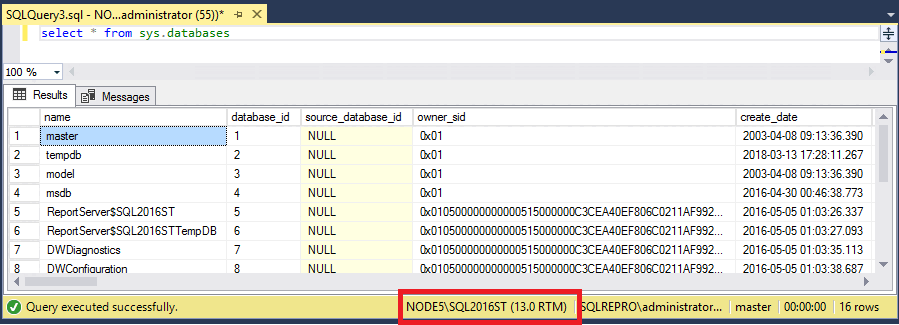 SQLQuery3.sql - NO...administrator (55))*
select * from sys.databases
100 %
Results Messages
name database_id source_database_id owner_sid create_date
1 master 1 NULL 0x01 2003-04-08 09:13:36.390
2 tempdb 2 NULL 0x01 2018-03-13 17:28:11.267
3 model 3 NULL 0x01 2003-04-08 09:13:36.390
4 msdb 4 NULL 0x01 2016-04-30 00:46:38.773
5 ReportServer$SQL2016ST 5 NULL 0x010500000000000515000000C3CEA40EF806C0211AF992... 2016-05-05 01:03:26.337
6 ReportServer$SQL2016STTempDB 6 NULL 0x010500000000000515000000C3CEA40EF806C0211AF992... 2016-05-05 01:03:27.093
7 DWDiagnostics 7 NULL 0x010500000000000515000000C3CEA40EF806C0211AF992... 2016-05-05 01:03:35.113
8 DWConfiguration 8 NULL 0x010500000000000515000000C3CEA40EF806C0211AF992... 2016-05-05 01:03:38.687
Query executed successfully. NODE5\SQL2016ST (13.0 RTM) SQLREPRO\administrator... master 00:00:00 16 rows